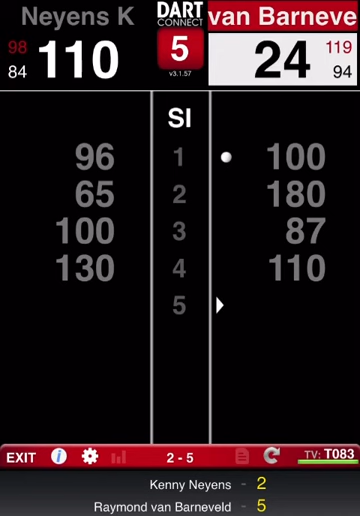 Neyens K
DART
CONNECT
van Barneve
98
84
110
5
v3.1.57
24
119
94
SI
96 1 100
65 2 180
100 3 87
130 4 110
5
EXIT i 2 - 5 TV: T083
Kenny Neyens - 2
Raymond van Barneveld - 5